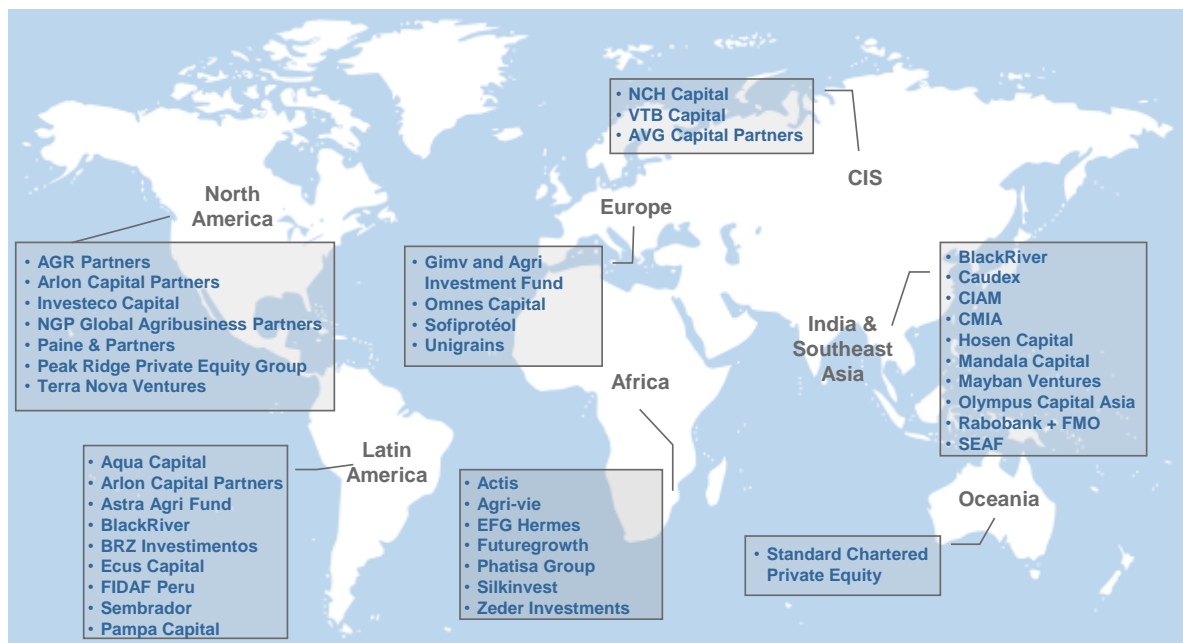 • NCH Capital
• VTB Capital
• AVG Capital Partners
CIS
North
America
• AGR Partners
• Arlon Capital Partners
• Investeco Capital
• NGP Global Agribusiness Partners
• Paine & Partners
• Peak Ridge Private Equity Group
• Terra Nova Ventures
Europe
• Gimv and Agri
Investment Fund
• Omnes Capital
• Sofiprotéol
• Unigrains
India &
Southeast
Asia
• BlackRiver
• Caudex
• CIAM
• CMIA
• Hosen Capital
• Mandala Capital
• Mayban Ventures
• Olympus Capital Asia
• Rabobank + FMO
• SEAF
Latin
America
• Aqua Capital
• Arlon Capital Partners
• Astra Agri Fund
• BlackRiver
• BRZ Investimentos
• Ecus Capital
• FIDAF Peru
• Sembrador
• Pampa Capital
Africa
• Actis
• Agri-vie
• EFG Hermes
• Futuregrowth
• Phatisa Group
• Silkinvest
• Zeder Investments
Oceania
• Standard Chartered
Private Equity